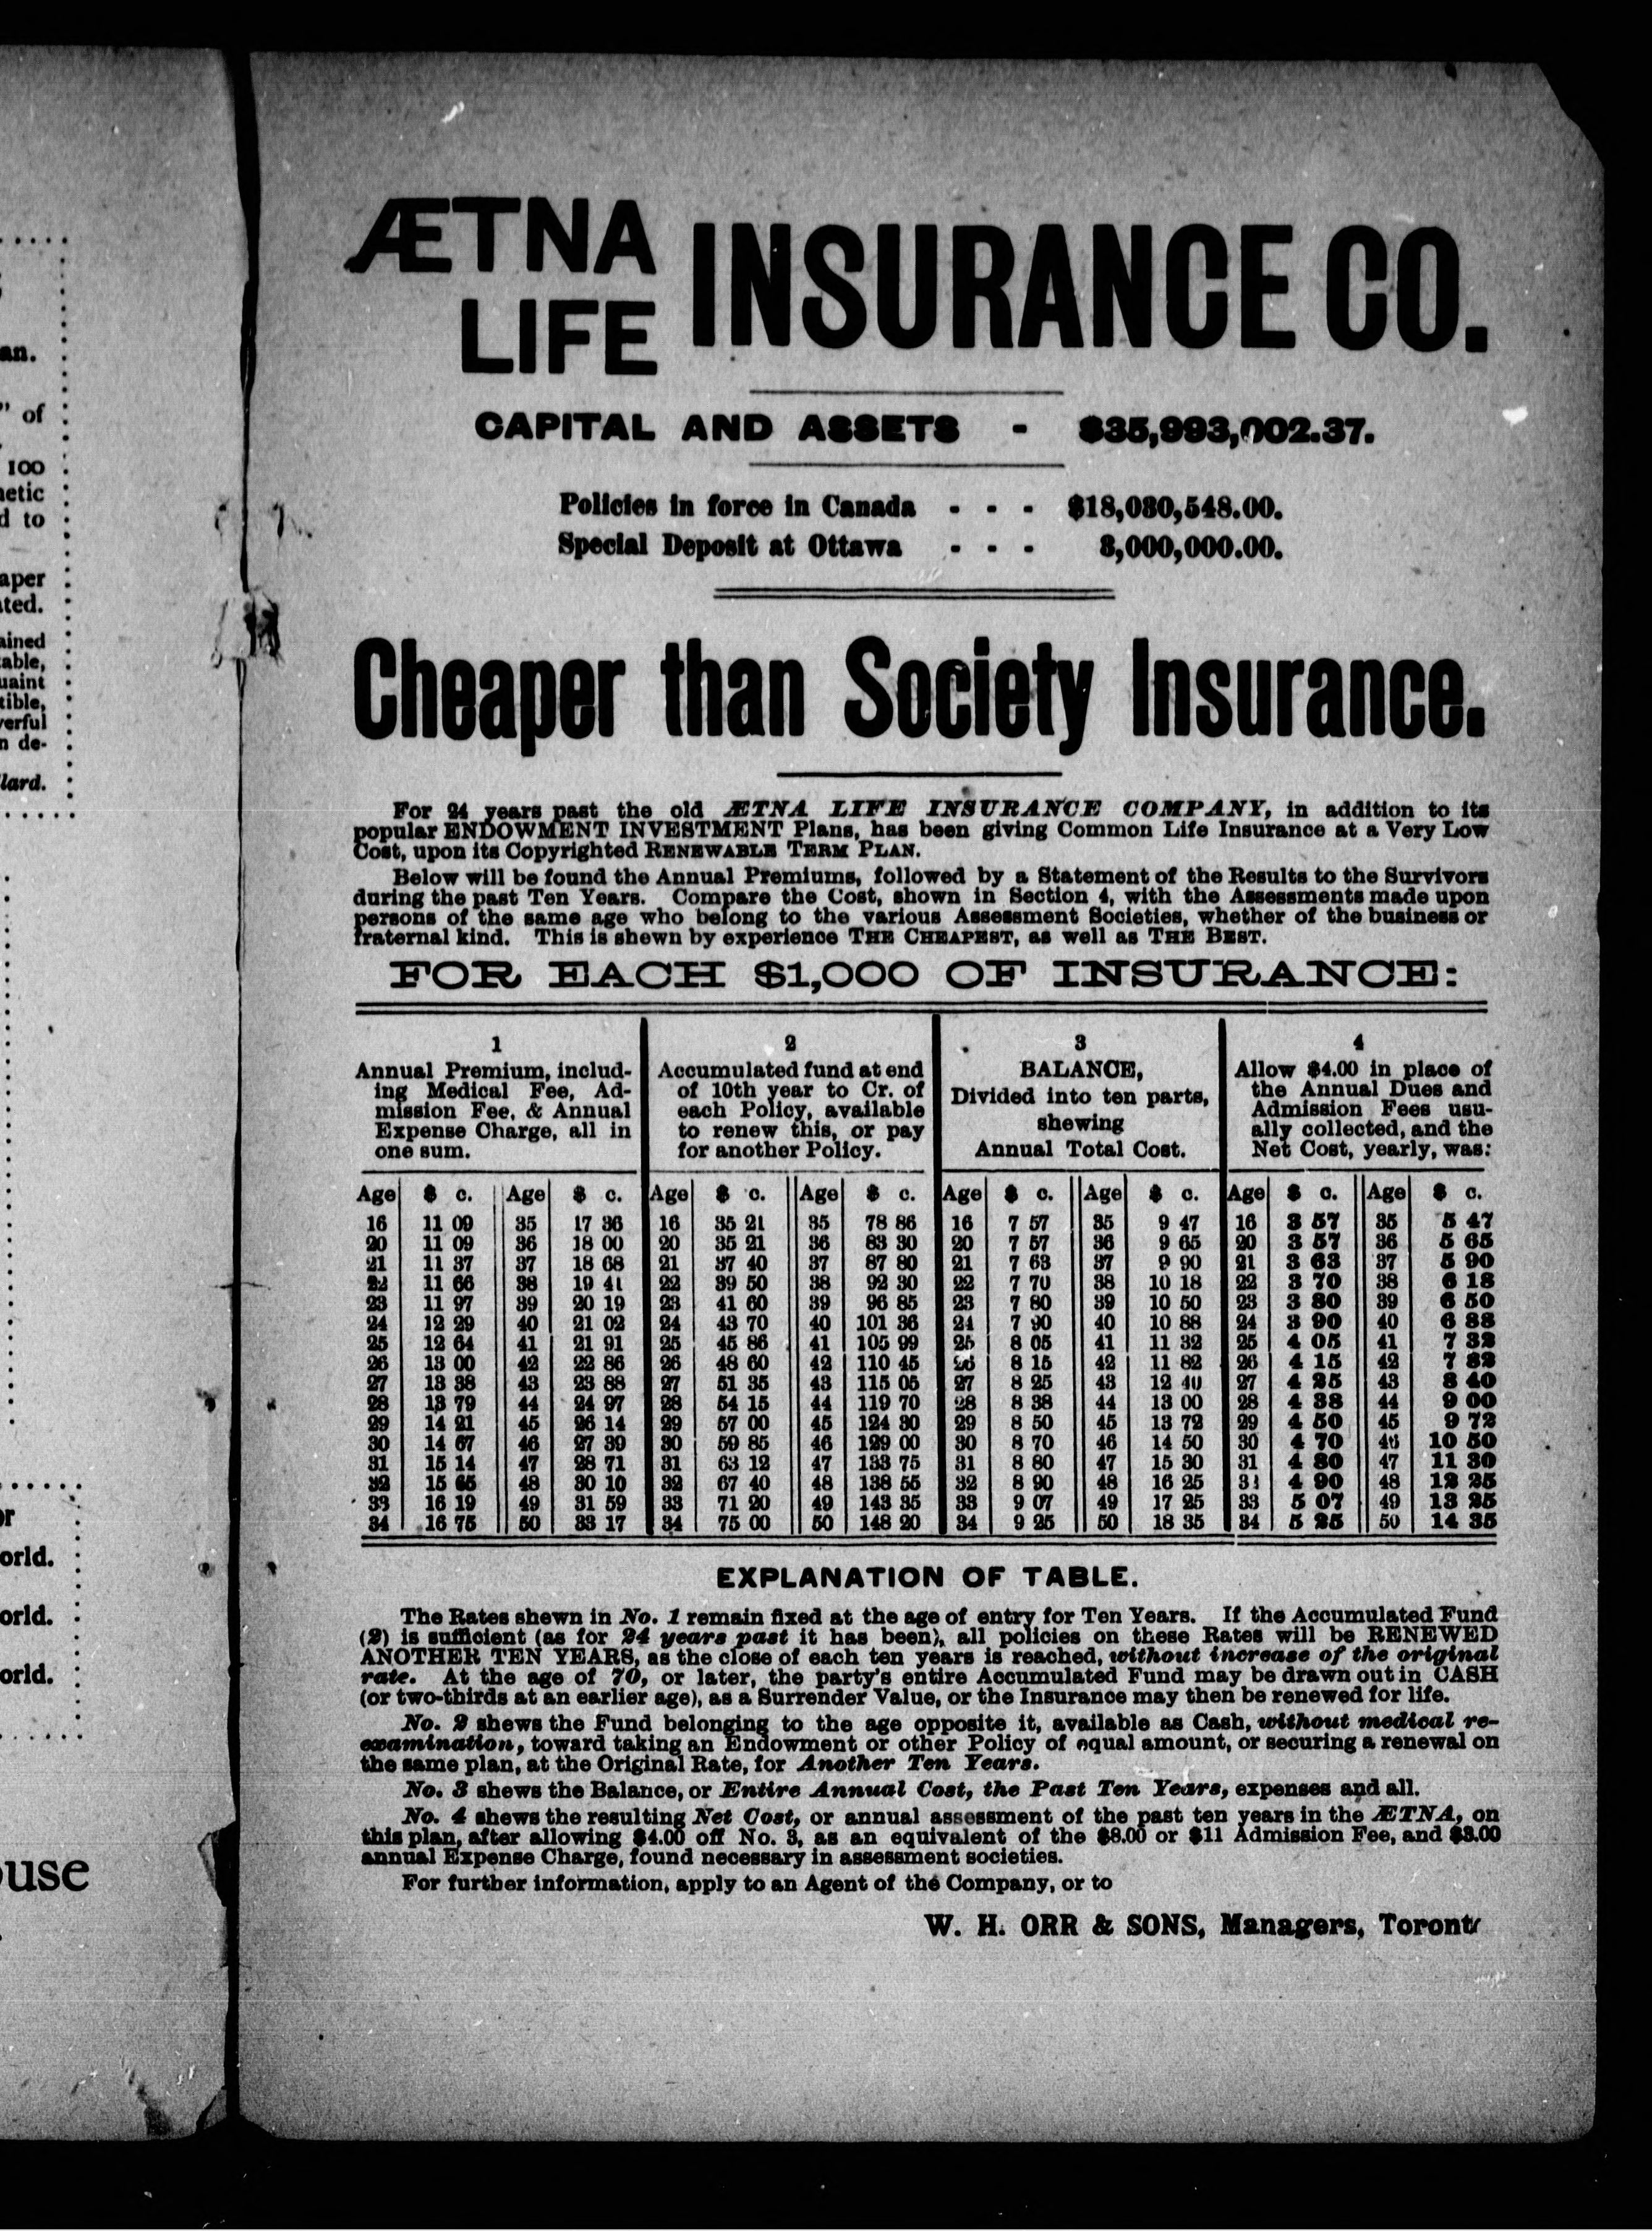 an.
" of
100
netic
d to
aper
ated.
ained
table,
uaint
tible,
verful
n de-
llard.
or
orld.
orld.
orld.
ouse
ÆTNA LIFE INSURANCE CO.
CAPITAL AND ASSETS - $35,993,002.37.
Policies in force in Canada - - - $18,080,548.00.
Special Deposit at Ottawa - - - 3,000,000.00.
Cheaper than Society Insurance.
For 24 years past the old ÆTNA LIFE INSURANCE COMPANY, in addition to its
popular ENDOWMENT INVESTMENT Plans, has been giving Common Life Insurance at a Very Low
Cost, upon its Copyrighted RENEWABLE TERM PLAN.
Below will be found the Annual Premiums, followed by a Statement of the Results to the Survivors
during the past Ten Years. Compare the Cost, shown in Section 4, with the Assessments made upon
persons of the same age who belong to the various Assessment Societies, whether of the business or
fraternal kind. This is shewn by experience THE CHEAPEST, as well as THE BEST.
FOR EACH $1,000 OF INSURANCE:
1
Annual Premium, includ-
ing Medical Fee, Ad-
mission Fee, & Annual
Expense Charge, all in
one sum.
2
Accumulated fund at end
of 10th year to Cr. of
each Policy, available
to renew this, or pay
for another Policy.
3
BALANCE,
Divided into ten parts,
shewing
Annual Total Cost.
4
Allow $4.00 in place of
the Annual Dues and
Admission Fees usu-
ally collected, and the
Net Cost, yearly, was:
Age $ c. Age $ c. Age $ c. Age $ c. Age $ c. Age $ c. Age $ c. Age $ c.
16 11 09 35 17 36 16 35 21 35 78 86 16 7 57 35 9 47 16 3 57 35 5 47
20 11 09 36 18 00 20 35 21 36 83 30 20 7 57 36 9 65 20 3 57 36 5 65
21 11 37 37 18 68 21 37 40 37 87 80 21 7 63 37 9 90 21 3 63 37 5 90
22 11 66 38 19 41 22 39 50 38 92 30 22 7 70 38 10 18 22 3 70 38 6 18
23 11 97 39 20 19 23 41 60 39 96 85 23 7 80 39 10 50 23 3 80 39 6 50
24 12 29 40 21 02 24 43 70 40 101 36 24 7 90 40 10 88 24 3 90 40 6 88
25 12 64 41 21 91 25 45 86 41 105 99 25 8 05 41 11 32 25 4 05 41 7 32
26 13 00 42 22 86 26 48 60 42 110 45 26 8 15 42 11 82 26 4 15 42 7 82
27 13 38 43 23 88 27 51 35 43 115 05 27 8 25 43 12 40 27 4 25 43 8 40
28 13 79 44 24 97 28 54 15 44 119 70 28 8 38 44 13 00 28 4 38 44 9 00
29 14 21 45 26 14 29 57 00 45 124 30 29 8 50 45 13 72 29 4 50 45 9 72
30 14 67 46 27 39 30 59 85 46 129 00 30 8 70 46 14 50 30 4 70 46 10 50
31 15 14 47 28 71 31 63 12 47 133 75 31 8 80 47 15 30 31 4 80 47 11 30
32 15 65 48 30 10 32 67 40 48 138 55 32 8 90 48 16 25 4 90 48 12 25
33 16 19 49 31 59 33 71 20 49 143 35 33 9 07 49 17 25 33 5 07 49 13 25
34 16 75 50 33 17 34 75 00 50 148 20 34 9 25 50 18 35 34 5 25 50 14 35
EXPLANATION OF TABLE.
The Rates shewn in No. 1 remain fixed at the age of entry for Ten Years. If the Accumulated Fund
(2) is sufficient (as for 24 years past it has been), all policies on these Rates will be RENEWED
ANOTHER TEN YEARS, as the close of each ten years is reached, without increase of the original
rate. At the age of 70, or later, the party's entire Accumulated Fund may be drawn out in CASH
(or two-thirds at an earlier age), as a Surrender Value, or the Insurance may then be renewed for life.
No. 2 shews the Fund belonging to the age opposite it, available as Cash, without medical re-
examination, toward taking an Endowment or other Policy of equal amount, or securing a renewal on
the same plan, at the Original Rate, for Another Ten Years.
No. 3 shews the Balance, or Entire Annual Cost, the Past Ten Years, expenses and all.
No. 4 shews the resulting Net Cost, or annual assessment of the past ten years in the ÆTNA, on
this plan, after allowing $4.00 off No. 3, as an equivalent of the $8.00 or $11 Admission Fee, and $3.00
annual Expense Charge, found necessary in assessment societies.
For further information, apply to an Agent of the Company, or to
W. H. ORR & SONS, Managers, Toronto